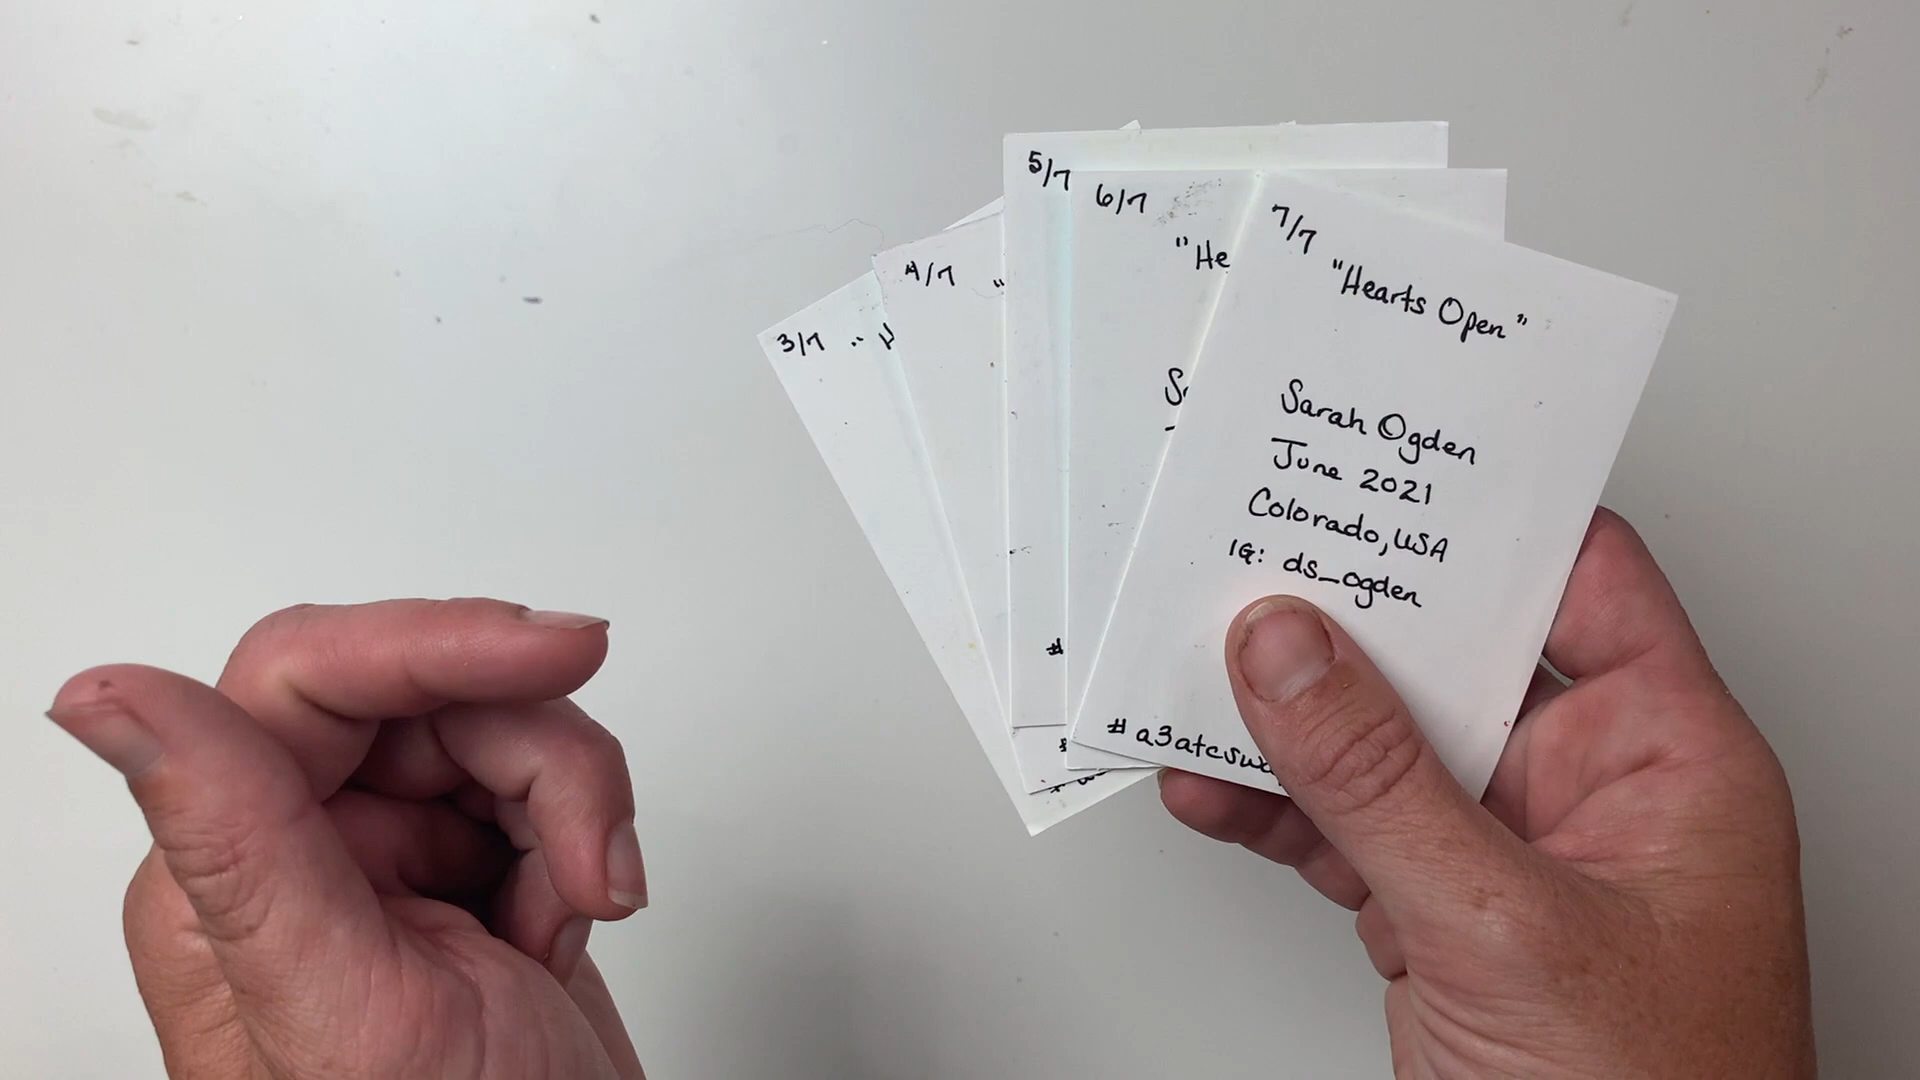 3/7
4/7
5/7
6/7
"He
7/7
"Hearts Open"
Sarah Ogden
June 2021
Colorado, USA
IG: ds_ogden